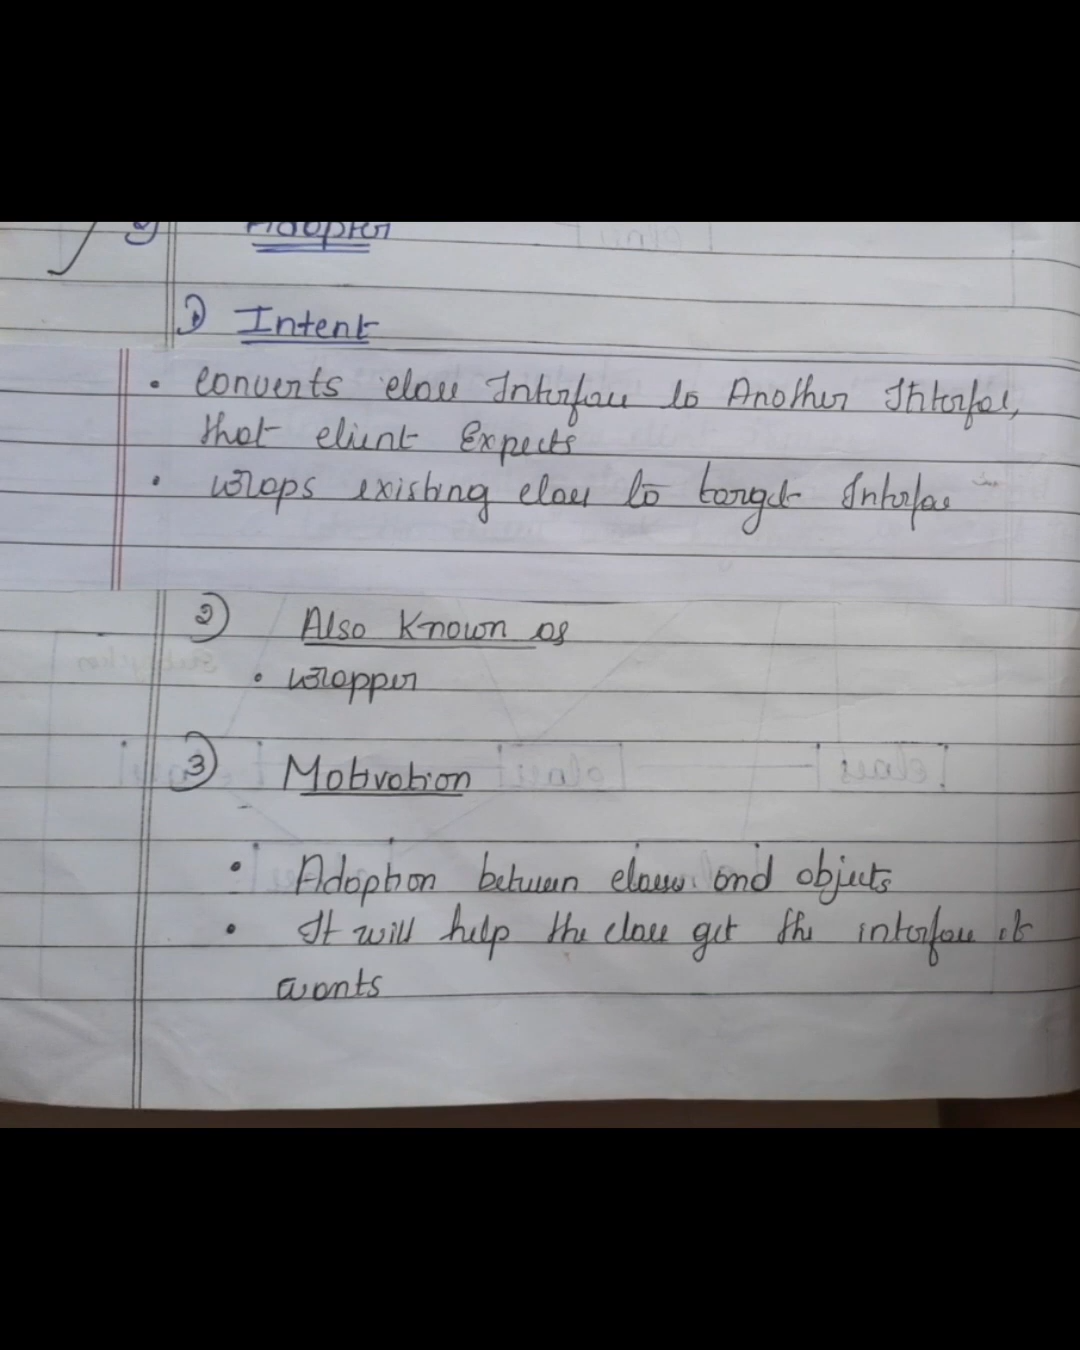 Adapter
1) Intent
• converts class Interface to Another Interface,
that client Expects
• wraps existing class to target Interface
2) Also Known as
• wrapper
3) Motivation
• Adaption between classes and objects
• It will help the class get the interface it
wants